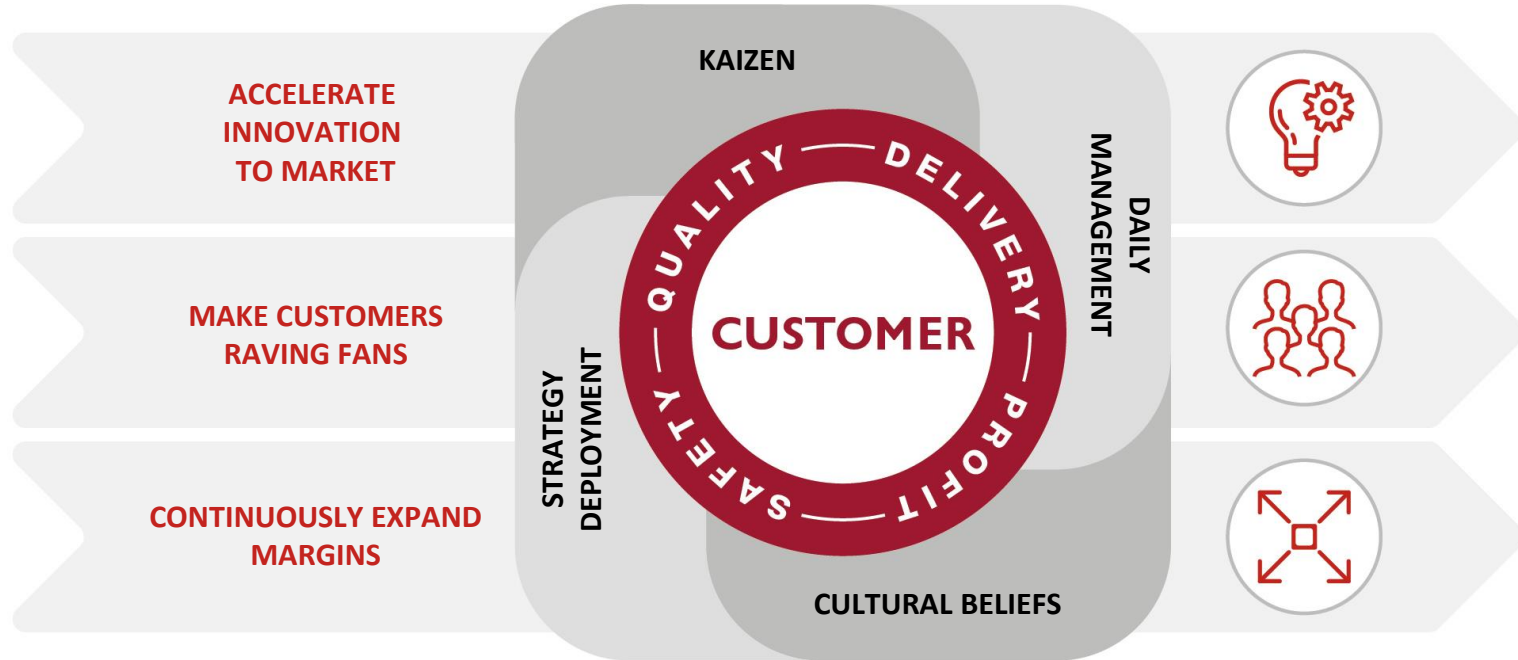 ACCELERATE
INNOVATION
TO MARKET
MAKE CUSTOMERS
RAVING FANS
CONTINUOUSLY EXPAND
MARGINS
KAIZEN
DAILY
MANAGEMENT
STRATEGY
DEPLOYMENT
CULTURAL BELIEFS
QUALITY
DELIVERY
PROFIT
SAFETY
CUSTOMER